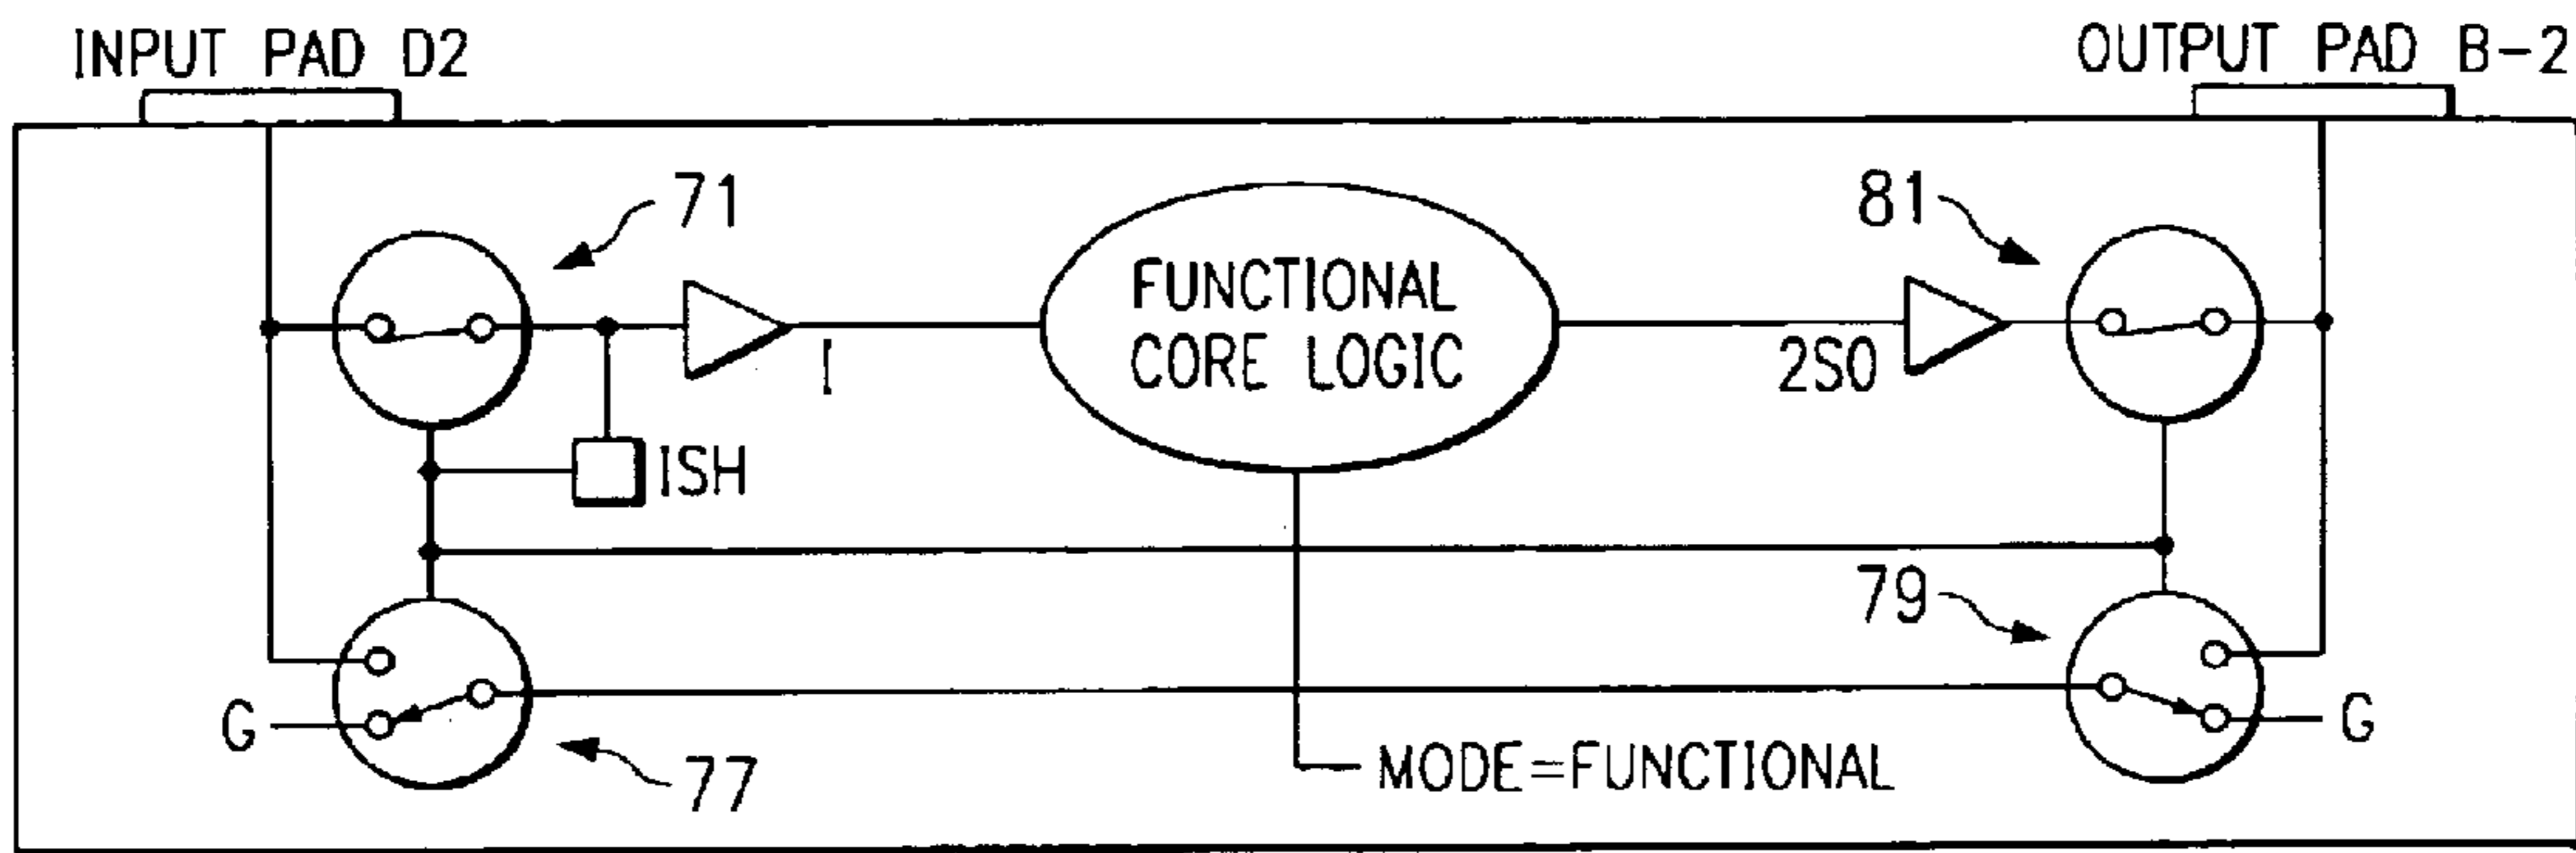 INPUT PAD D2
OUTPUT PAD B-2
71
81
FUNCTIONAL
CORE LOGIC
I
2SO
ISH
79
G
G
77
MODE=FUNCTIONAL